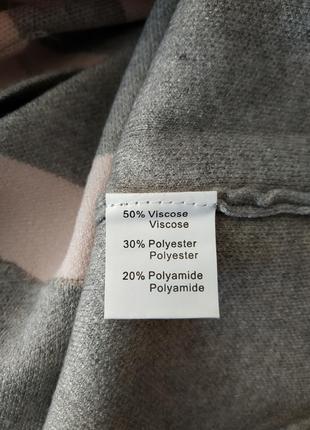 50% Viscose
Viscose
30% Polyester
Polyester
20% Polyamide
Polyamide